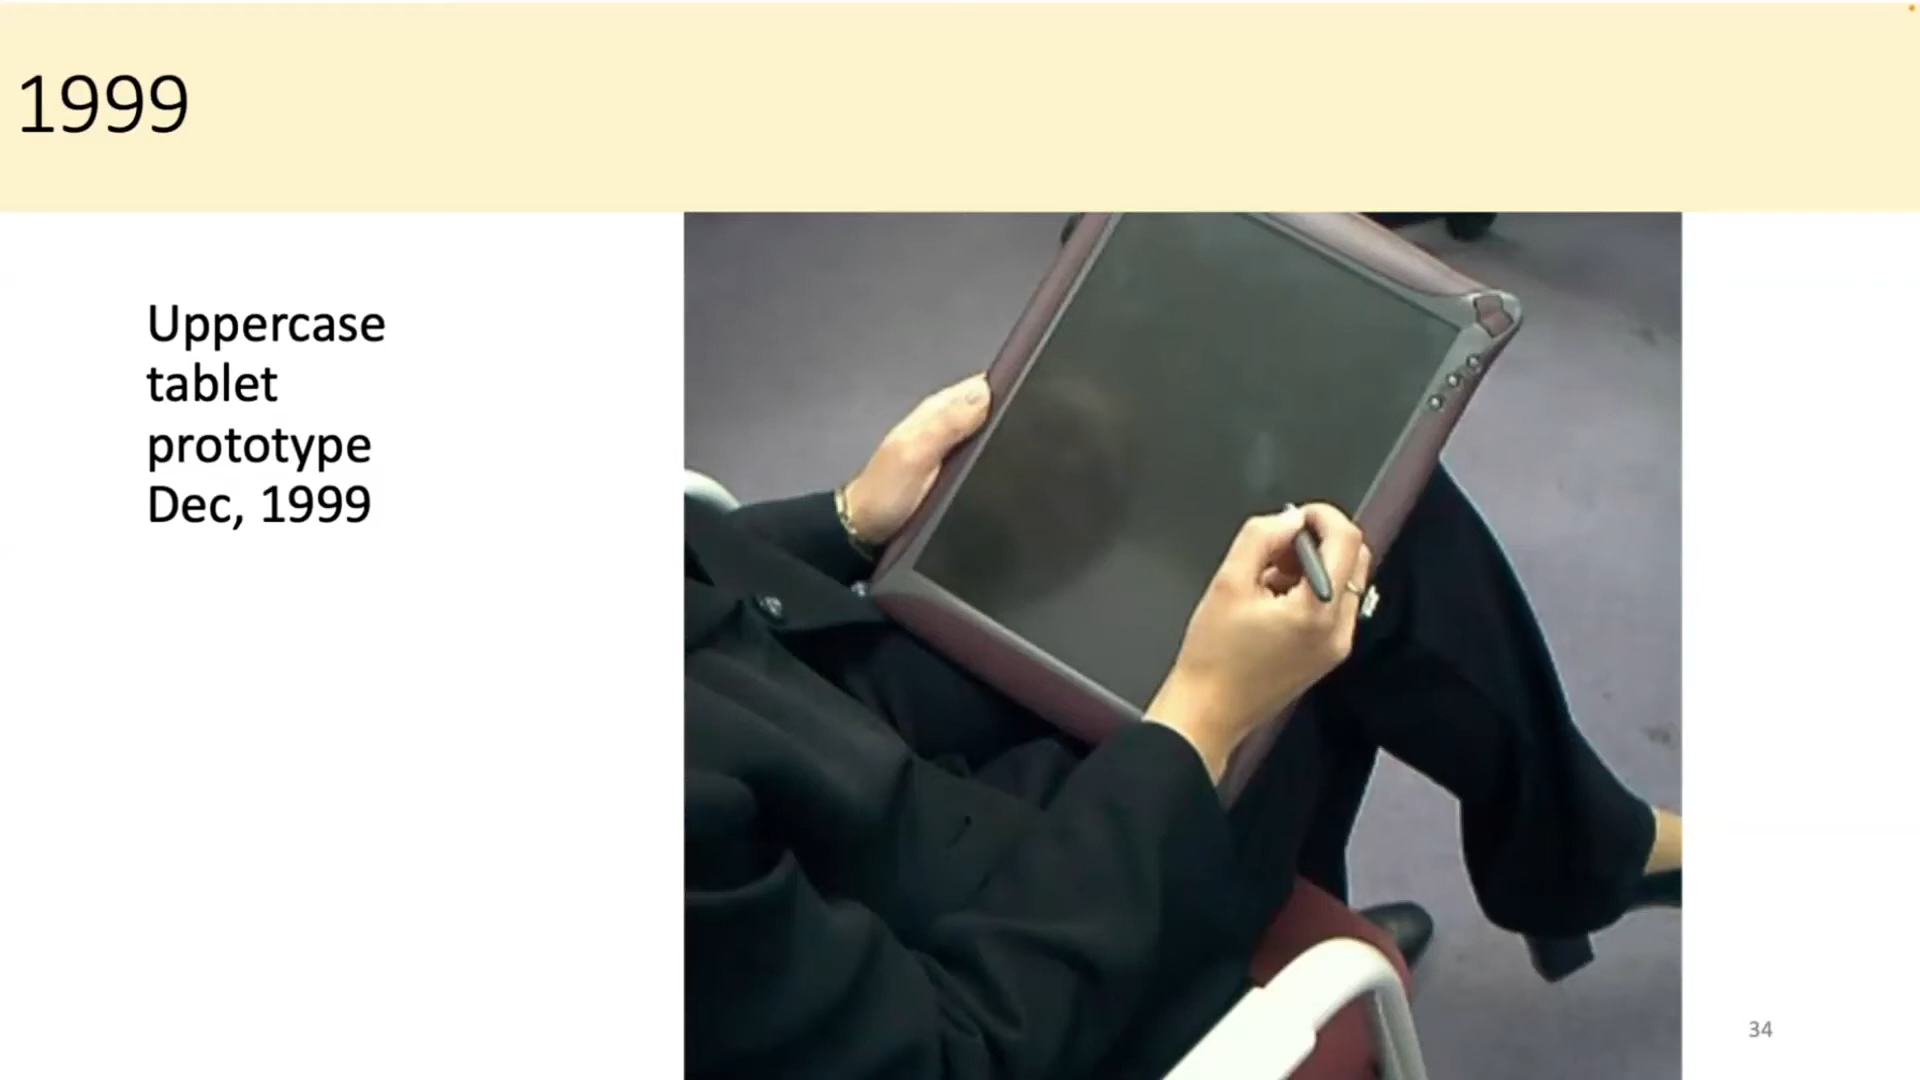 1999
Uppercase
tablet
prototype
Dec, 1999
34